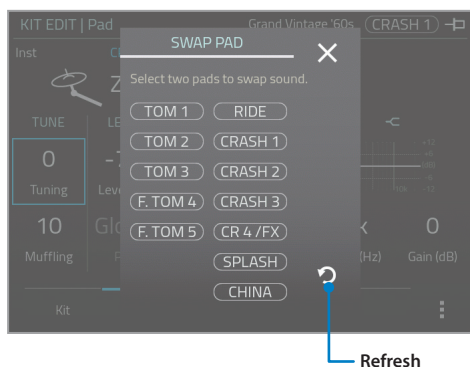 KIT EDIT | Pad Grand Vintage '60s CRASH 1
SWAP PAD
Inst
Select two pads to swap sound.
TOM 1 RIDE
TUNE
TOM 2 CRASH 1
0
TOM 3 CRASH 2
Tuning
F. TOM 4 CRASH 3
10
F. TOM 5 CR 4 /FX
Muffling (Hz) Gain (dB)
0
SPLASH
CHINA
Kit
Refresh